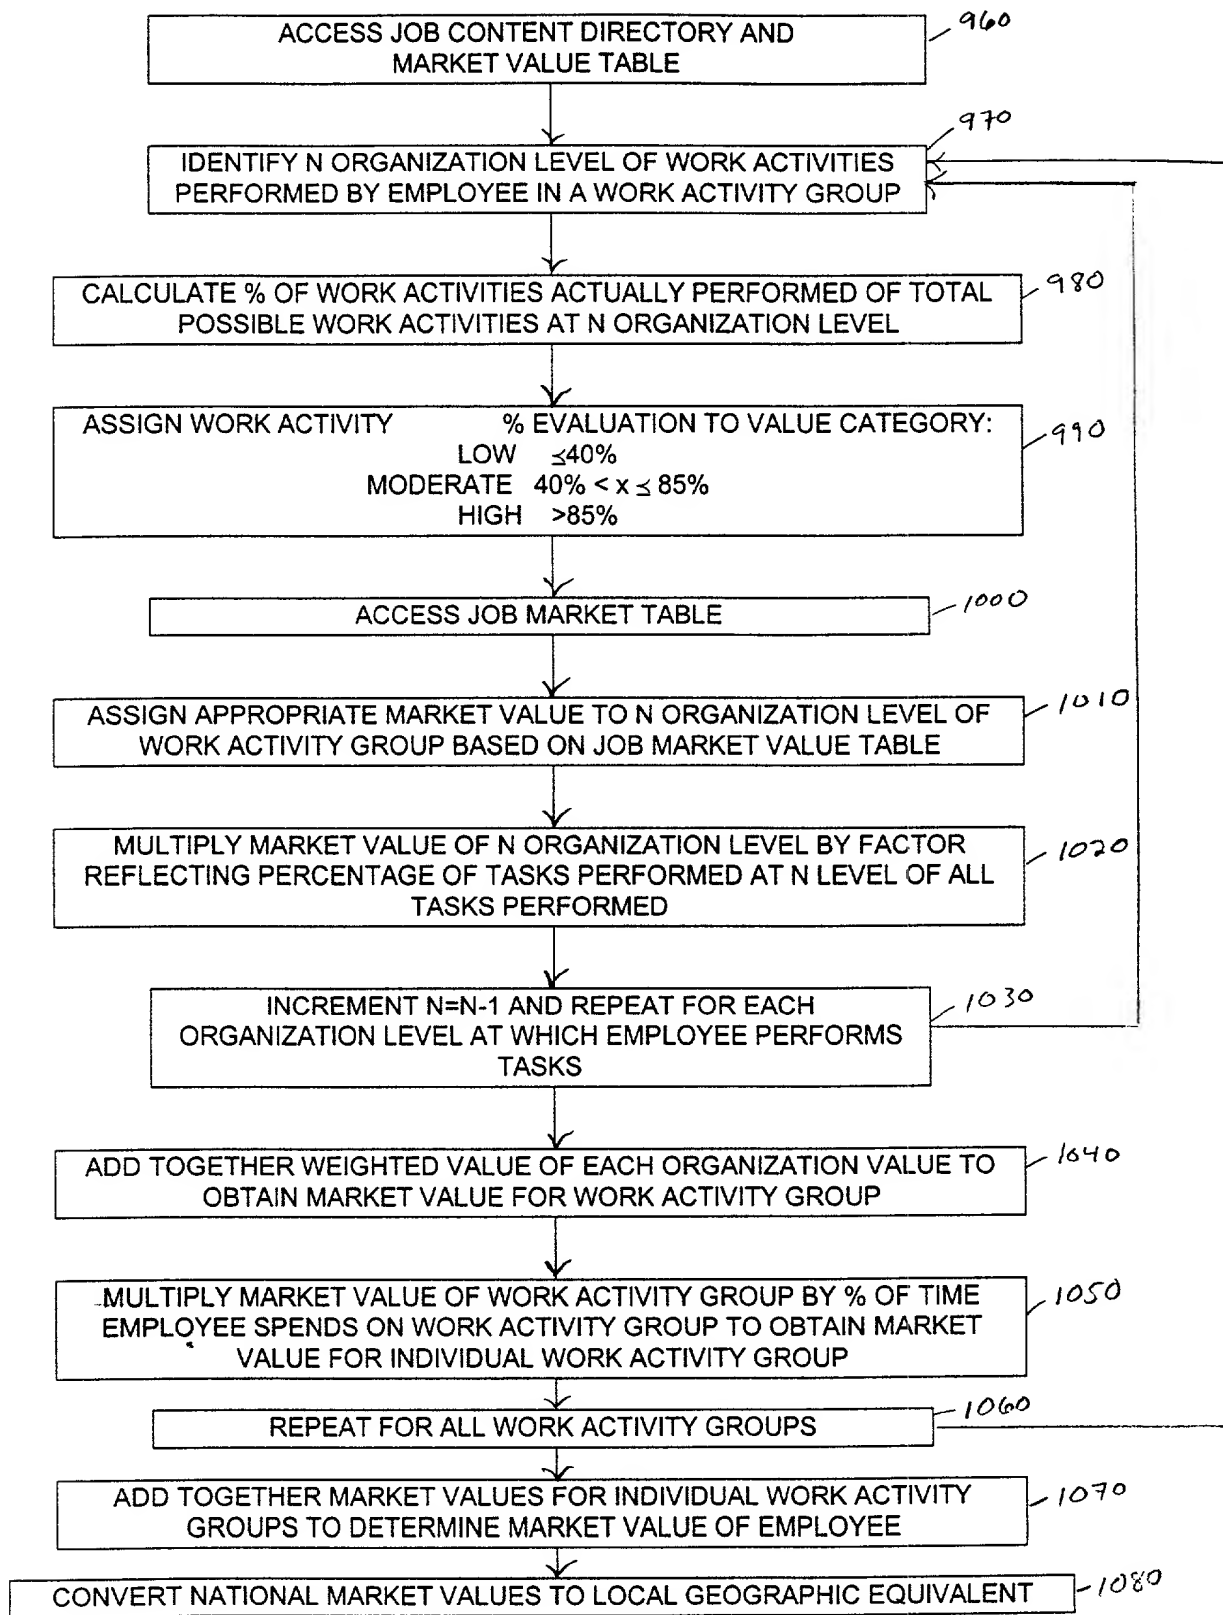 ACCESS JOB CONTENT DIRECTORY AND
MARKET VALUE TABLE
960
IDENTIFY N ORGANIZATION LEVEL OF WORK ACTIVITIES
PERFORMED BY EMPLOYEE IN A WORK ACTIVITY GROUP
970
CALCULATE % OF WORK ACTIVITIES ACTUALLY PERFORMED OF TOTAL
POSSIBLE WORK ACTIVITIES AT N ORGANIZATION LEVEL
980
ASSIGN WORK ACTIVITY % EVALUATION TO VALUE CATEGORY:
LOW ≤40%
MODERATE 40% < x ≤ 85%
HIGH >85%
990
ACCESS JOB MARKET TABLE
1000
ASSIGN APPROPRIATE MARKET VALUE TO N ORGANIZATION LEVEL OF
WORK ACTIVITY GROUP BASED ON JOB MARKET VALUE TABLE
1010
MULTIPLY MARKET VALUE OF N ORGANIZATION LEVEL BY FACTOR
REFLECTING PERCENTAGE OF TASKS PERFORMED AT N LEVEL OF ALL
TASKS PERFORMED
1020
INCREMENT N=N-1 AND REPEAT FOR EACH
ORGANIZATION LEVEL AT WHICH EMPLOYEE PERFORMS
TASKS
1030
ADD TOGETHER WEIGHTED VALUE OF EACH ORGANIZATION VALUE TO
OBTAIN MARKET VALUE FOR WORK ACTIVITY GROUP
1040
MULTIPLY MARKET VALUE OF WORK ACTIVITY GROUP BY % OF TIME
EMPLOYEE SPENDS ON WORK ACTIVITY GROUP TO OBTAIN MARKET
VALUE FOR INDIVIDUAL WORK ACTIVITY GROUP
1050
REPEAT FOR ALL WORK ACTIVITY GROUPS
1060
ADD TOGETHER MARKET VALUES FOR INDIVIDUAL WORK ACTIVITY
GROUPS TO DETERMINE MARKET VALUE OF EMPLOYEE
1070
CONVERT NATIONAL MARKET VALUES TO LOCAL GEOGRAPHIC EQUIVALENT
1080